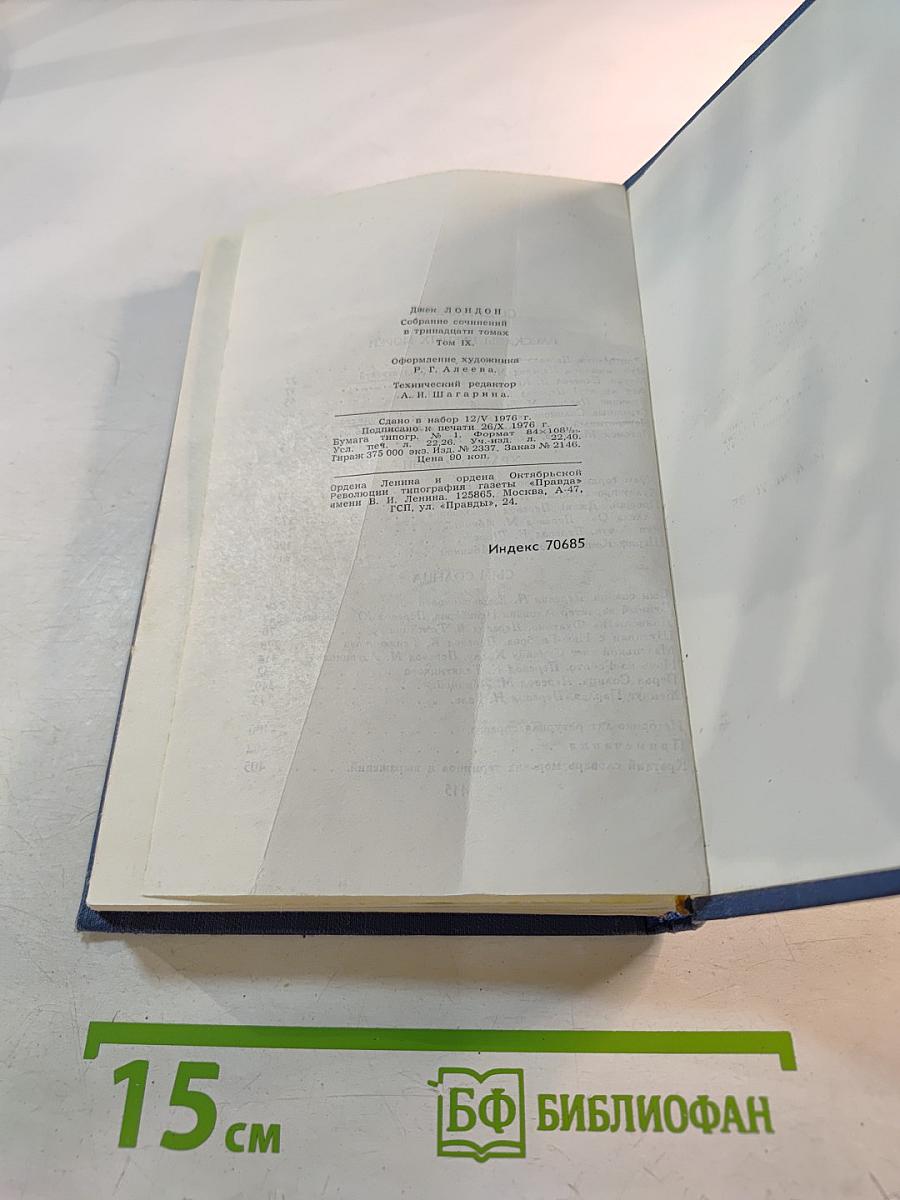 Джек ЛОНДОН
Собрание сочинений
в тринадцати томах
Том IX.
Оформление художника
Р. Г. Алеева.
Технический редактор
А. И. Шагарина.
Сдано в набор 12/V 1976 г.
Подписано к печати 26/X 1976 г.
Бумага типогр. № 1. Формат 84×108¹/₃₂.
Усл. печ. л. 22,26. Уч.-изд. л. 22,40.
Тираж 375 000 экз. Изд. № 2337. Заказ № 2146.
Цена 90 коп.
Ордена Ленина и ордена Октябрьской
Революции типография газеты «Правда»
имени В. И. Ленина. 125865. Москва, А-47,
ГСП, ул. «Правды», 24.
Индекс 70685
15 см
БФ БИБЛИОФАН